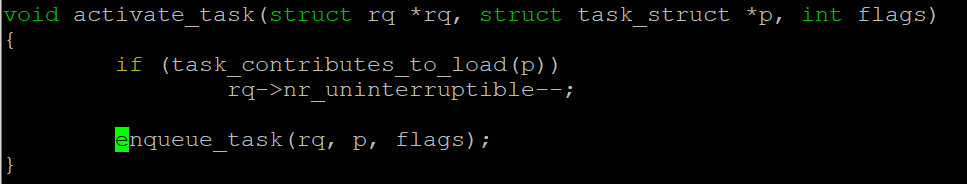 void activate_task(struct rq *rq, struct task_struct *p, int flags)
{
        if (task_contributes_to_load(p))
                rq->nr_uninterruptible--;

        enqueue_task(rq, p, flags);
}